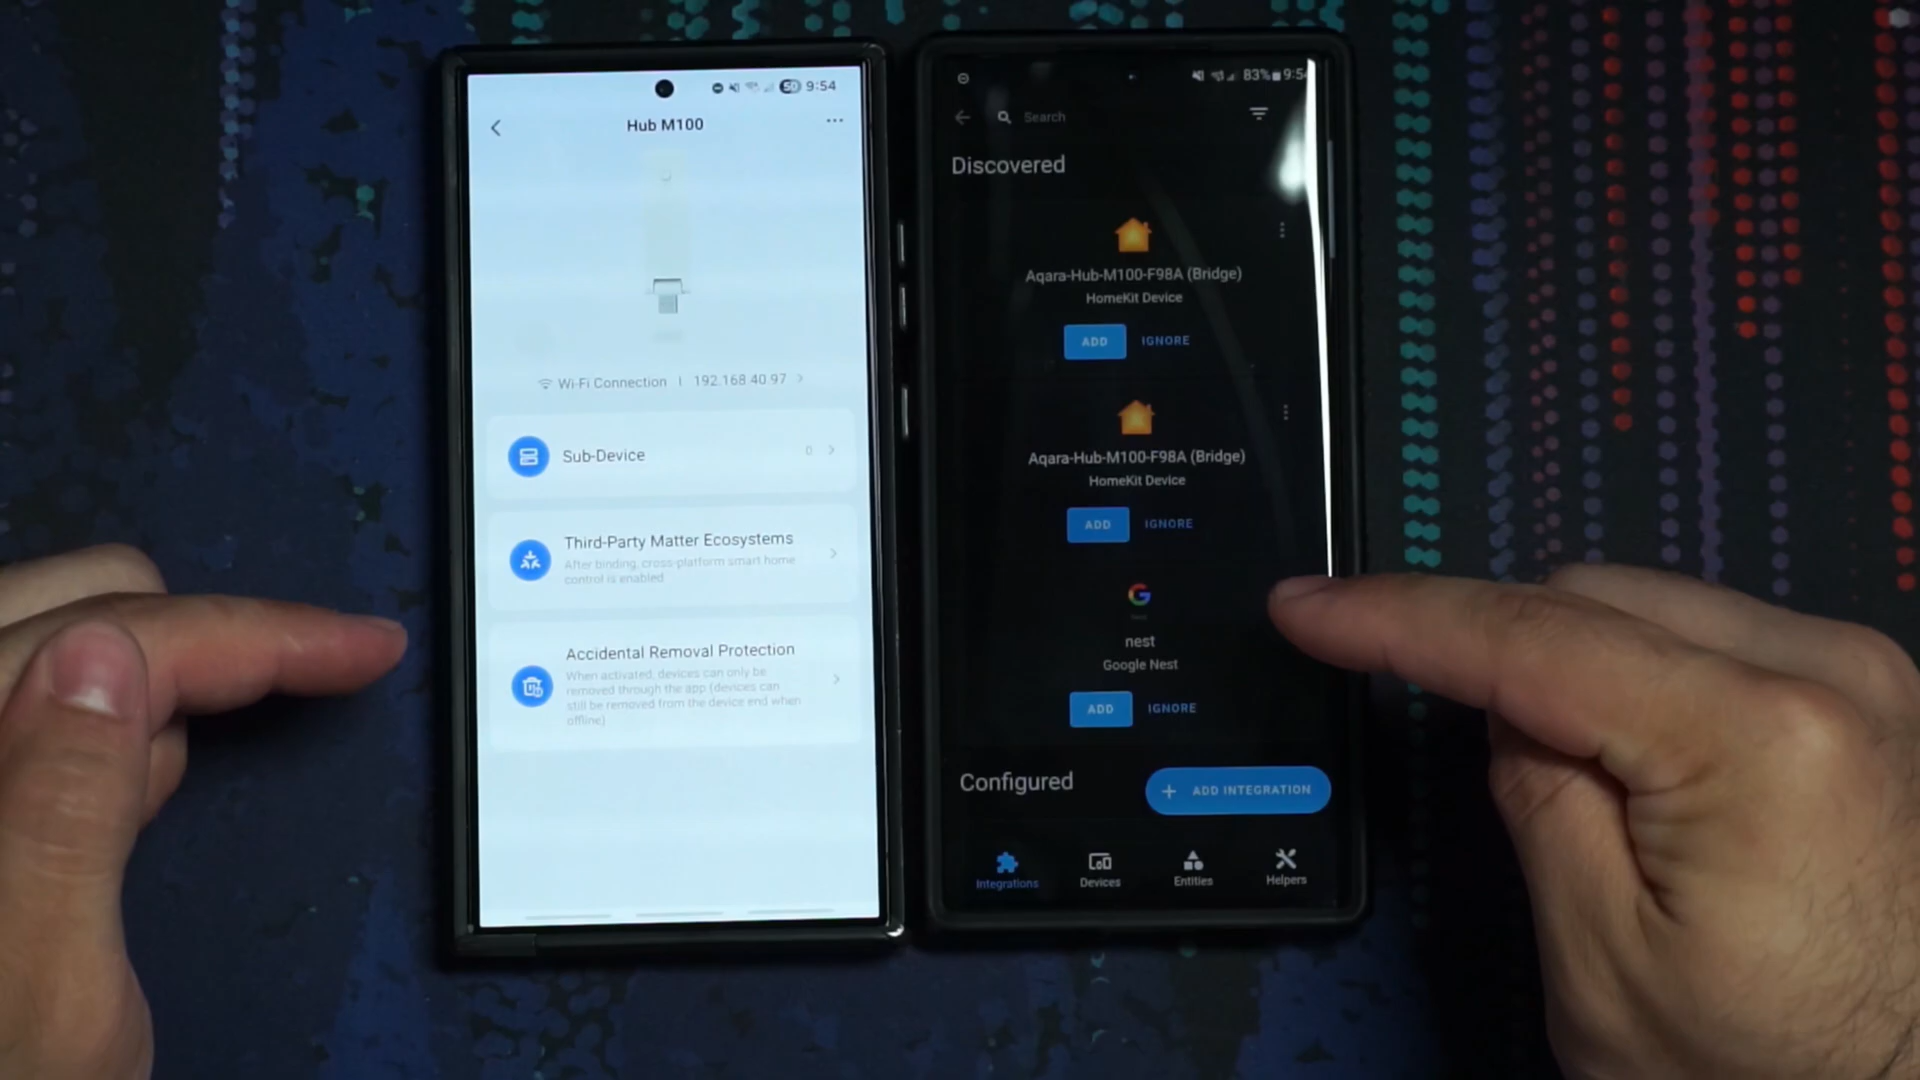 50 9:54
Hub M100
Wi-Fi Connection | 192.168.40.97
Sub-Device 0
Third-Party Matter Ecosystems
After binding, cross-platform smart home
control is enabled
Accidental Removal Protection
When activated, devices can only be
removed through the app (devices can
still be removed from the device end when
offline)
83% 9:54
Search
Discovered
Aqara-Hub-M100-F98A (Bridge)
HomeKit Device
ADD IGNORE
Aqara-Hub-M100-F98A (Bridge)
HomeKit Device
ADD IGNORE
nest
Google Nest
ADD IGNORE
Configured
+ ADD INTEGRATION
Integrations Devices Entities Helpers